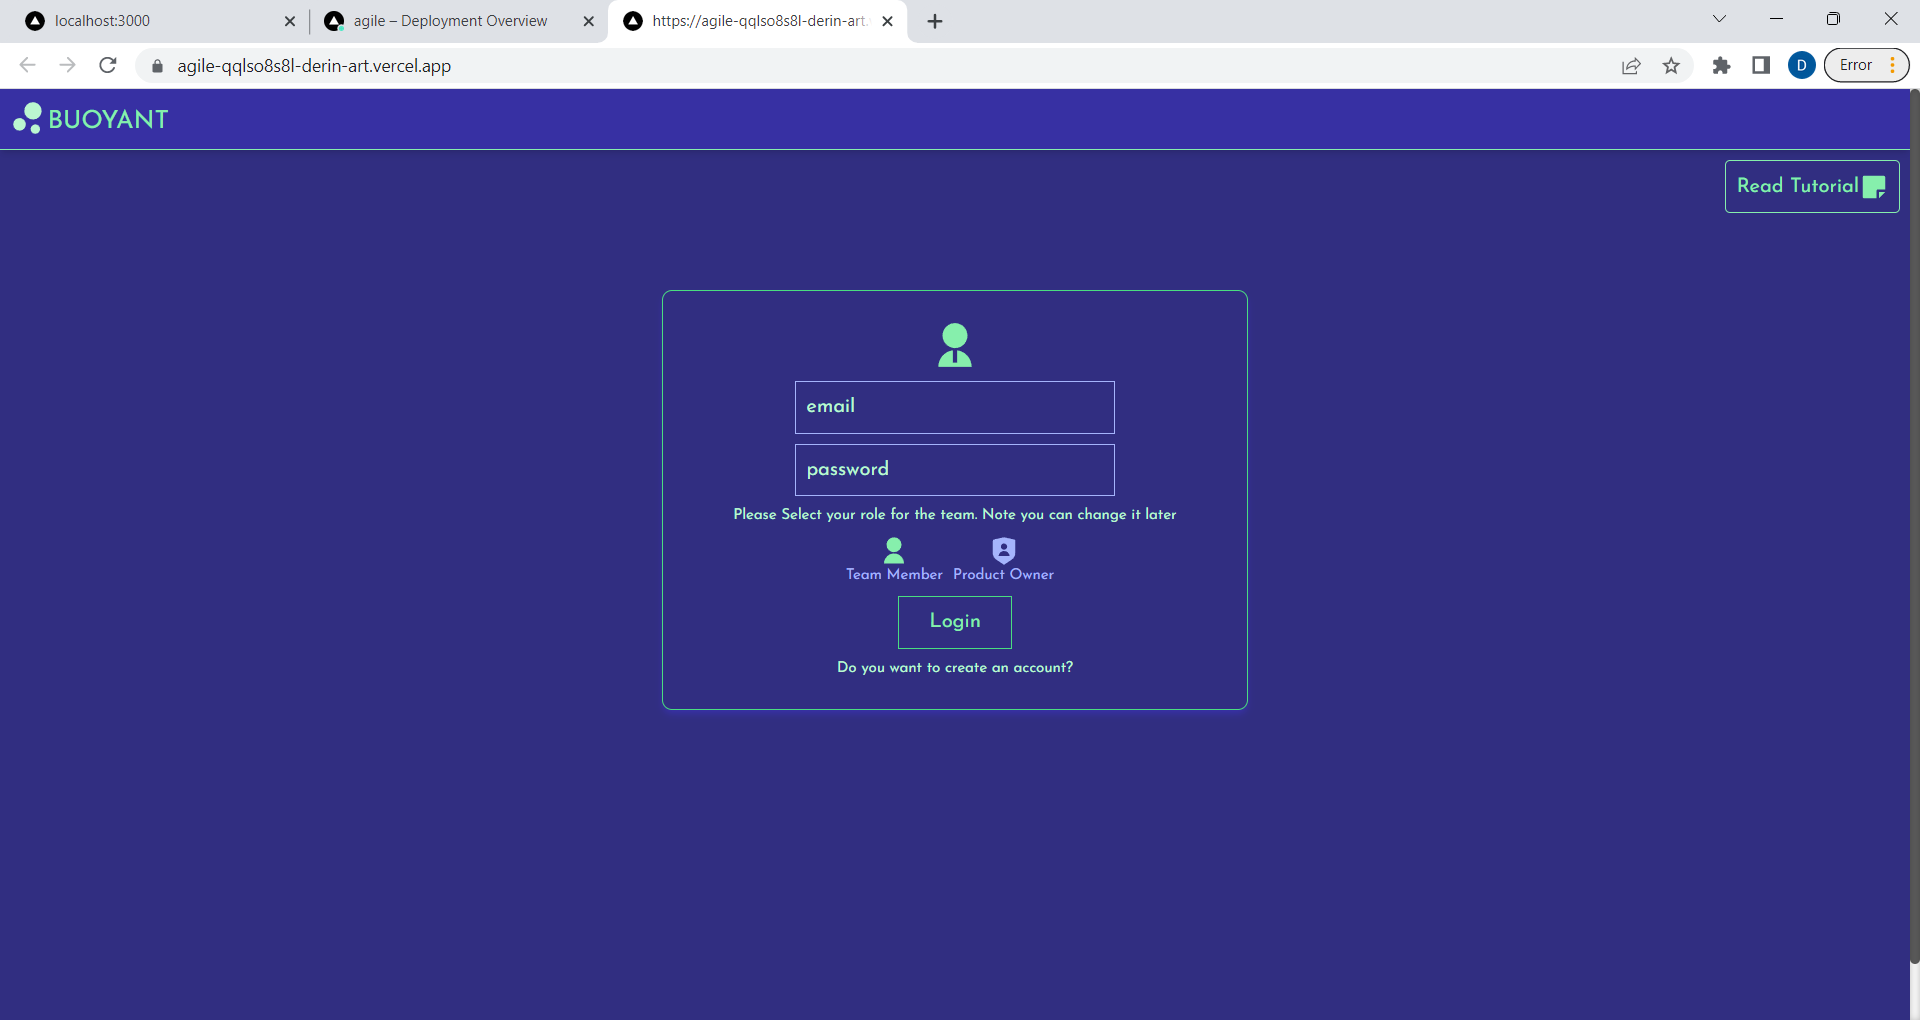 localhost:3000
agile – Deployment Overview
https://agile-qqlso8s8l-derin-art.
agile-qqlso8s8l-derin-art.vercel.app
D
Error
BUOYANT
Read Tutorial
email
password
Please Select your role for the team. Note you can change it later
Team Member
Product Owner
Login
Do you want to create an account?